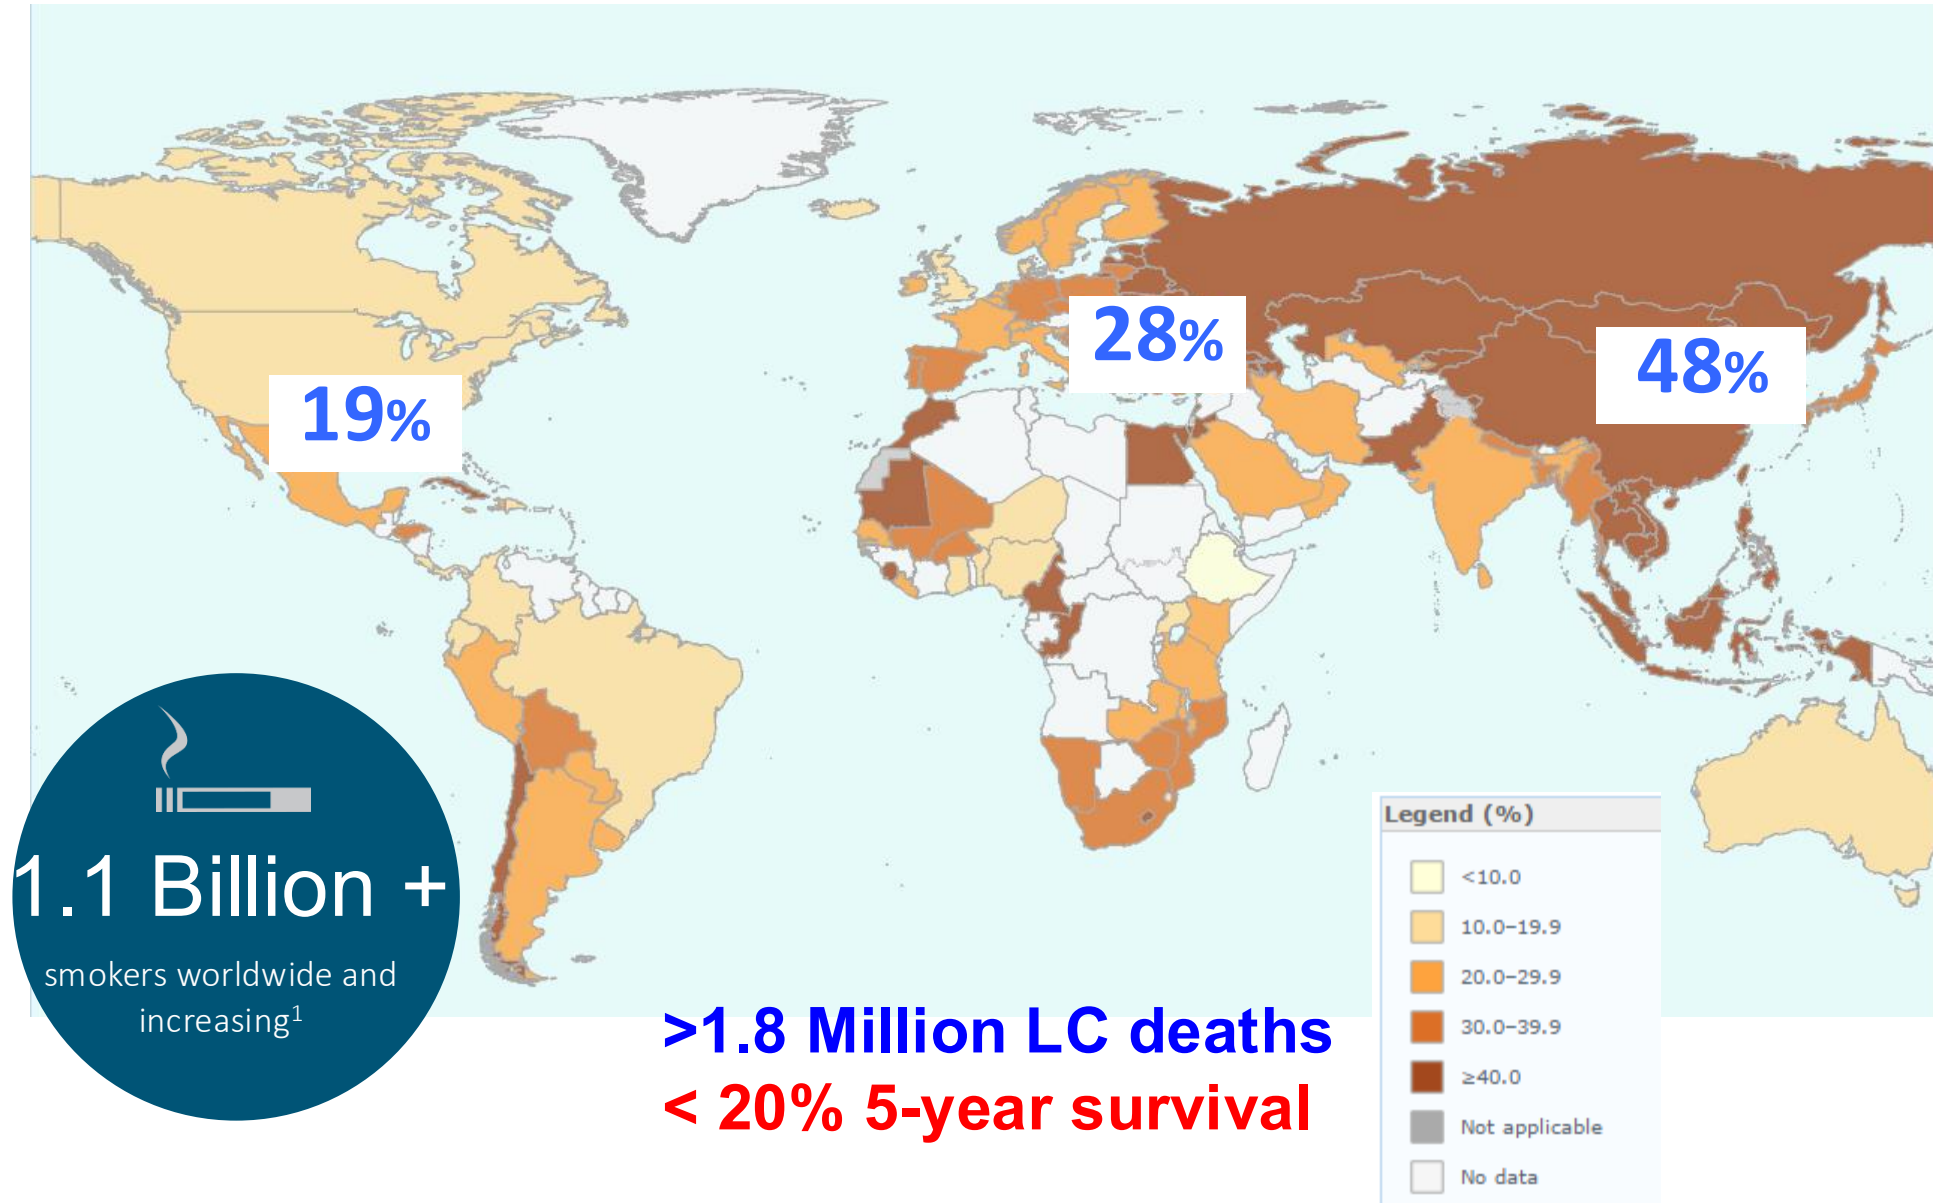 28%
48%
19%
Legend (%)
<10.0
10.0–19.9
20.0–29.9
30.0–39.9
≥40.0
Not applicable
No data
1.1 Billion +
smokers worldwide and
increasing¹
>1.8 Million LC deaths
< 20% 5-year survival